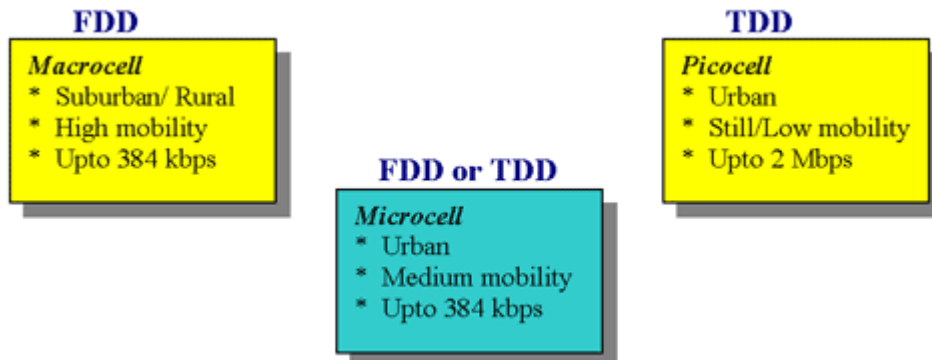 FDD
Macrocell
* Suburban/ Rural
* High mobility
* Upto 384 kbps
TDD
Picocell
* Urban
* Still/Low mobility
* Upto 2 Mbps
FDD or TDD
Microcell
* Urban
* Medium mobility
* Upto 384 kbps